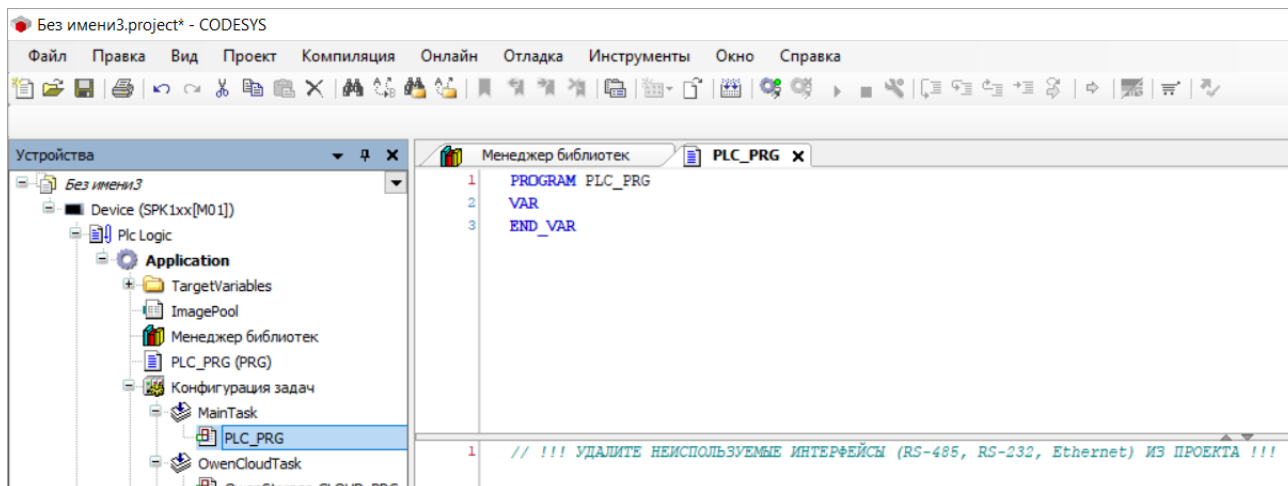 Без имени3.project* - CODESYS
Файл Правка Вид Проект Компиляция Онлайн Отладка Инструменты Окно Справка
Устройства
Без имени3
Device (SPK1xx[M01])
Plc Logic
Application
TargetVariables
ImagePool
Менеджер библиотек
PLC_PRG (PRG)
Конфигурация задач
MainTask
PLC_PRG
OwenCloudTask
Менеджер библиотек PLC_PRG
1 PROGRAM PLC_PRG
2 VAR
3 END_VAR
1 // !!! УДАЛИТЕ НЕИСПОЛЬЗУЕМЫЕ ИНТЕРФЕЙСЫ (RS-485, RS-232, Ethernet) ИЗ ПРОЕКТА !!!